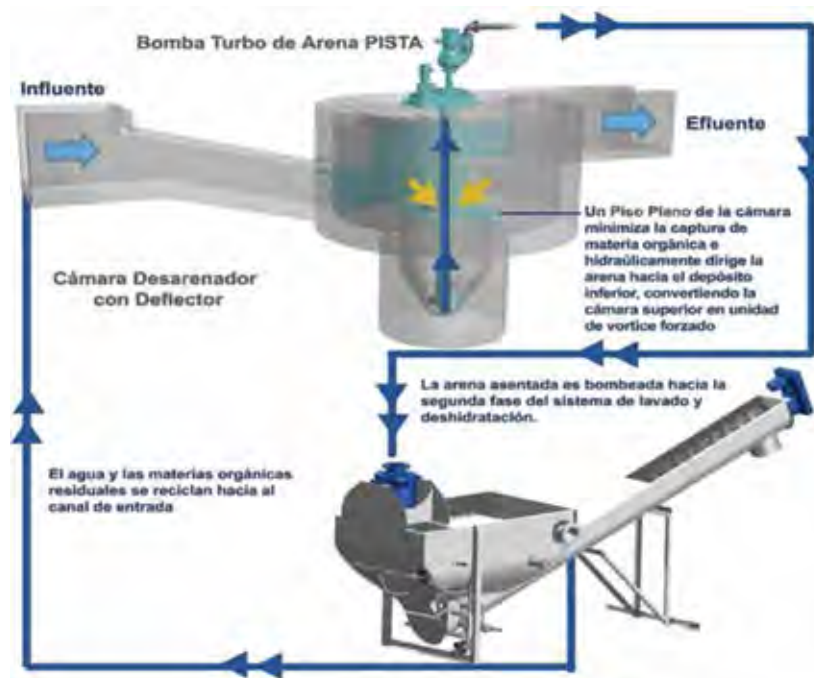 Bomba Turbo de Arena PISTA
Influente
Efluente
Un Piso Plano de la cámara
minimiza la captura de
materia orgánica e
hidraúlicamente dirige la
arena hacia el depósito
inferior, convirtiendo la
cámara superior en unidad
de vortice forzado
Câmara Desarenador
con Deflector
La arena asentada es bombeada hacia la
segunda fase del sistema de lavado y
deshidratación.
El agua y las materias orgánicas
residuales se reciclan hacia al
canal de entrada